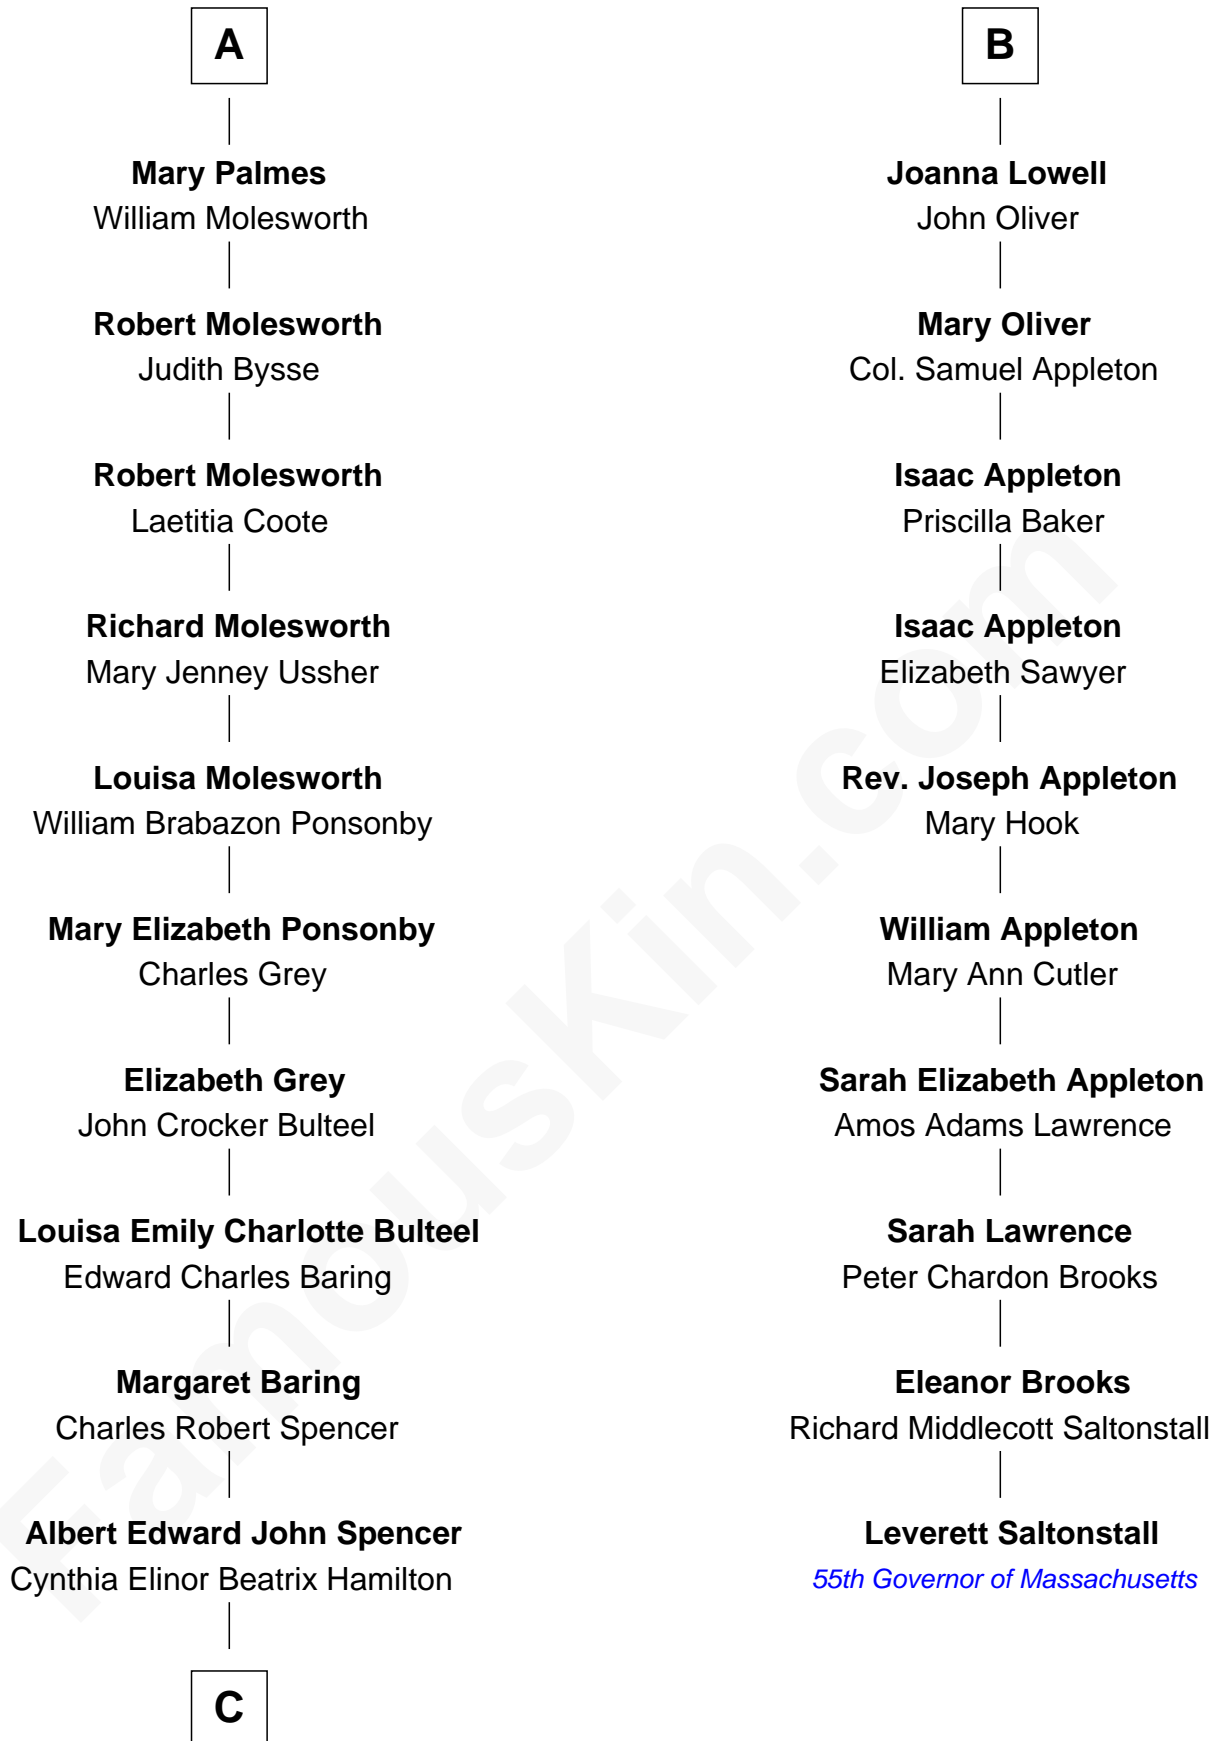 A
Mary Palmes
William Molesworth
Robert Molesworth
Judith Bysse
Robert Molesworth
Laetitia Coote
Richard Molesworth
Mary Jenney Ussher
Louisa Molesworth
William Brabazon Ponsonby
Mary Elizabeth Ponsonby
Charles Grey
Elizabeth Grey
John Crocker Bulteel
Louisa Emily Charlotte Bulteel
Edward Charles Baring
Margaret Baring
Charles Robert Spencer
Albert Edward John Spencer
Cynthia Elinor Beatrix Hamilton
C
B
Joanna Lowell
John Oliver
Mary Oliver
Col. Samuel Appleton
Isaac Appleton
Priscilla Baker
Isaac Appleton
Elizabeth Sawyer
Rev. Joseph Appleton
Mary Hook
William Appleton
Mary Ann Cutler
Sarah Elizabeth Appleton
Amos Adams Lawrence
Sarah Lawrence
Peter Chardon Brooks
Eleanor Brooks
Richard Middlecott Saltonstall
Leverett Saltonstall
55th Governor of Massachusetts
FamousKin.com